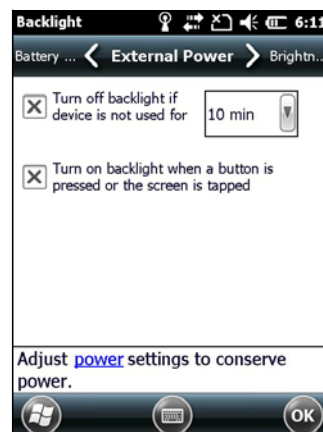 Backlight 6:11
Battery ... External Power Brightn..
Turn off backlight if
device is not used for
10 min
Turn on backlight when a button is
pressed or the screen is tapped
Adjust power settings to conserve
power.
OK